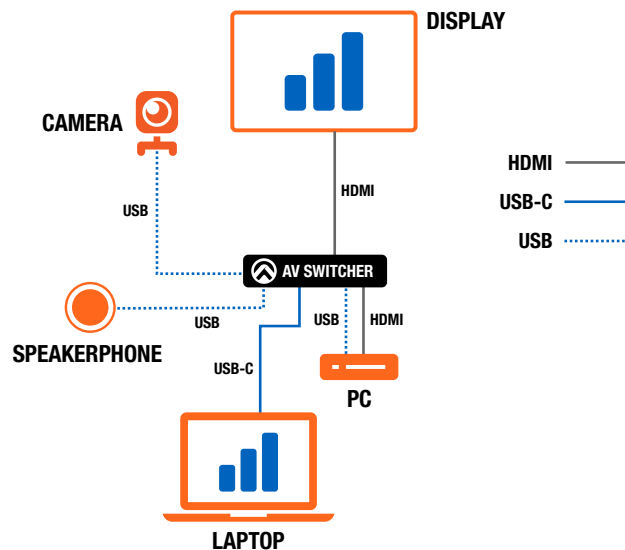 DISPLAY
CAMERA
HDMI
USB-C
USB
HDMI
USB
AV SWITCHER
USB
USB
HDMI
SPEAKERPHONE
USB-C
PC
LAPTOP